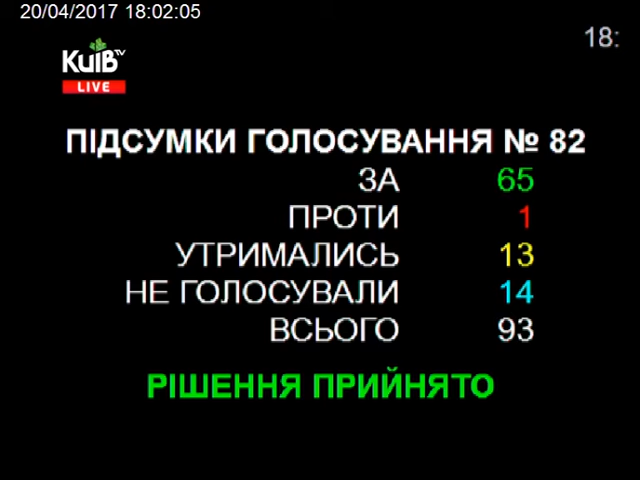 20/04/2017 18:02:05
18:
КиїВ TV
LIVE
ПІДСУМКИ ГОЛОСУВАННЯ № 82
ЗА 65
ПРОТИ 1
УТРИМАЛИСЬ 13
НЕ ГОЛОСУВАЛИ 14
ВСЬОГО 93
РІШЕННЯ ПРИЙНЯТО